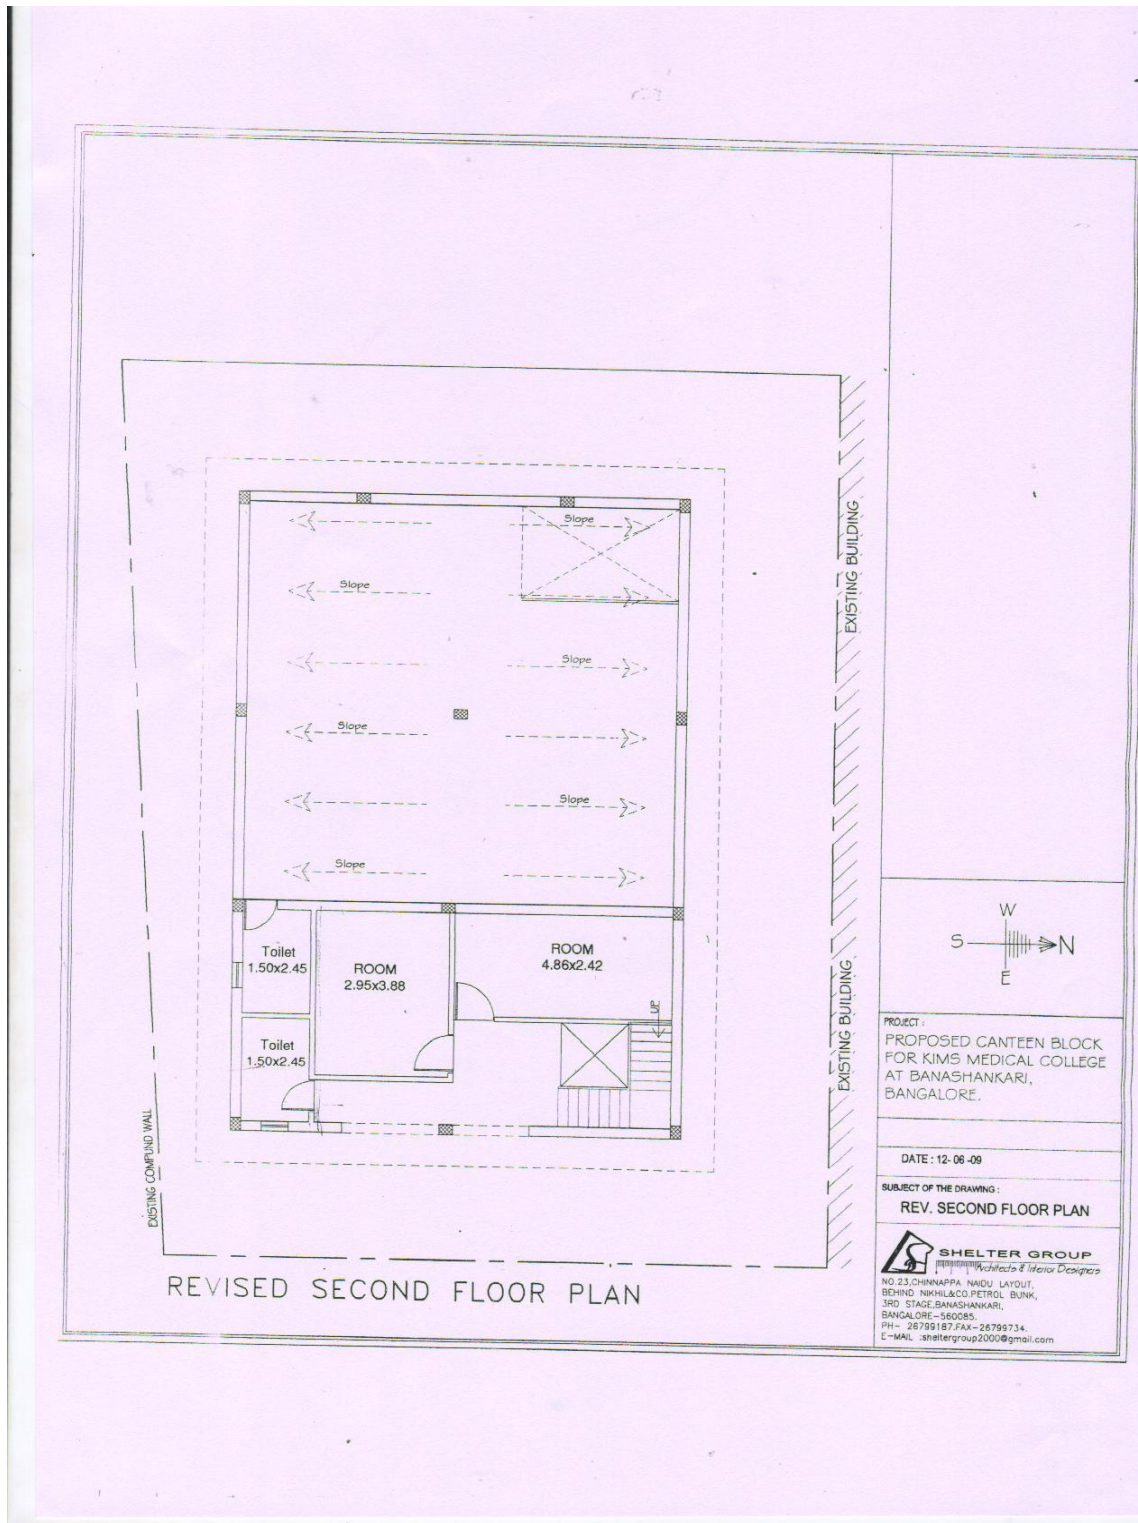 Slope
Slope
Slope
Slope
Slope
Slope
EXISTING BUILDING
Toilet
1.50x2.45
ROOM
2.95x3.88
ROOM
4.86x2.42
Toilet
1.50x2.45
UP
EXISTING BUILDING
EXISTING COMPUND WALL
REVISED SECOND FLOOR PLAN
W
S
N
E
PROJECT :
PROPOSED CANTEEN BLOCK
FOR KIMS MEDICAL COLLEGE
AT BANASHANKARI,
BANGALORE.
DATE : 12- 06 -09
SUBJECT OF THE DRAWING :
REV. SECOND FLOOR PLAN
SHELTER GROUP
Architects & Interior Designers
NO.23,CHINNAPPA NAIDU LAYOUT,
BEHIND NIKHIL&CO.PETROL BUNK,
3RD STAGE,BANASHANKARI,
BANGALORE-560085.
PH- 26799187,FAX-26799734.
E-MAIL :sheltergroup2000@gmail.com